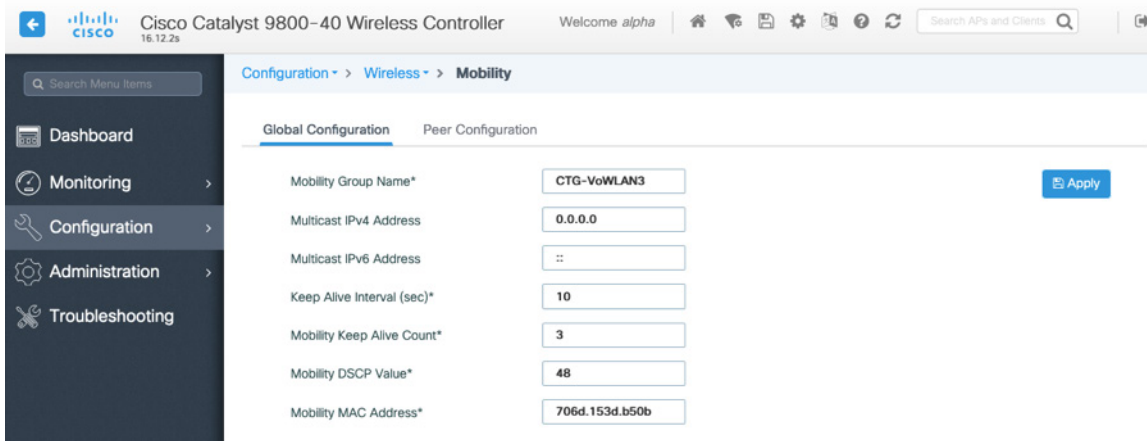 CISCO
Cisco Catalyst 9800-40 Wireless Controller
16.12.2s
Welcome alpha
Search APs and Clients
Search Menu Items
Dashboard
Monitoring
Configuration
Administration
Troubleshooting
Configuration > Wireless > Mobility
Global Configuration Peer Configuration
Mobility Group Name* CTG-VoWLAN3
Apply
Multicast IPv4 Address 0.0.0.0
Multicast IPv6 Address ::
Keep Alive Interval (sec)* 10
Mobility Keep Alive Count* 3
Mobility DSCP Value* 48
Mobility MAC Address* 706d.153d.b50b